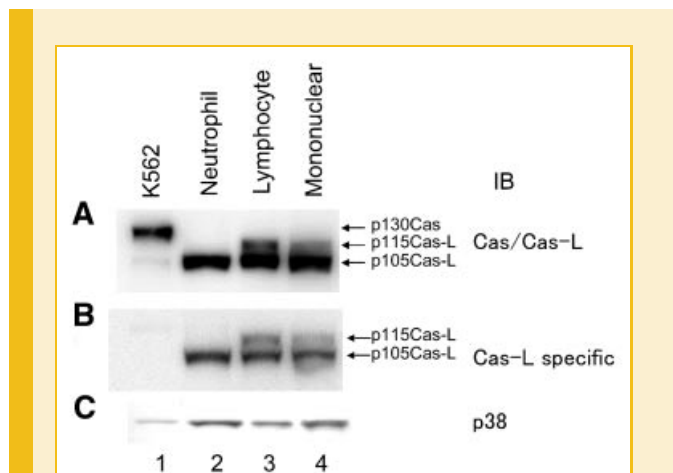 K562
Neutrophil
Lymphocyte
Mononuclear
IB
A
p130Cas
p115Cas-L
p105Cas-L
Cas/Cas-L
B
p115Cas-L
p105Cas-L
Cas-L specific
C
p38
1 2 3 4